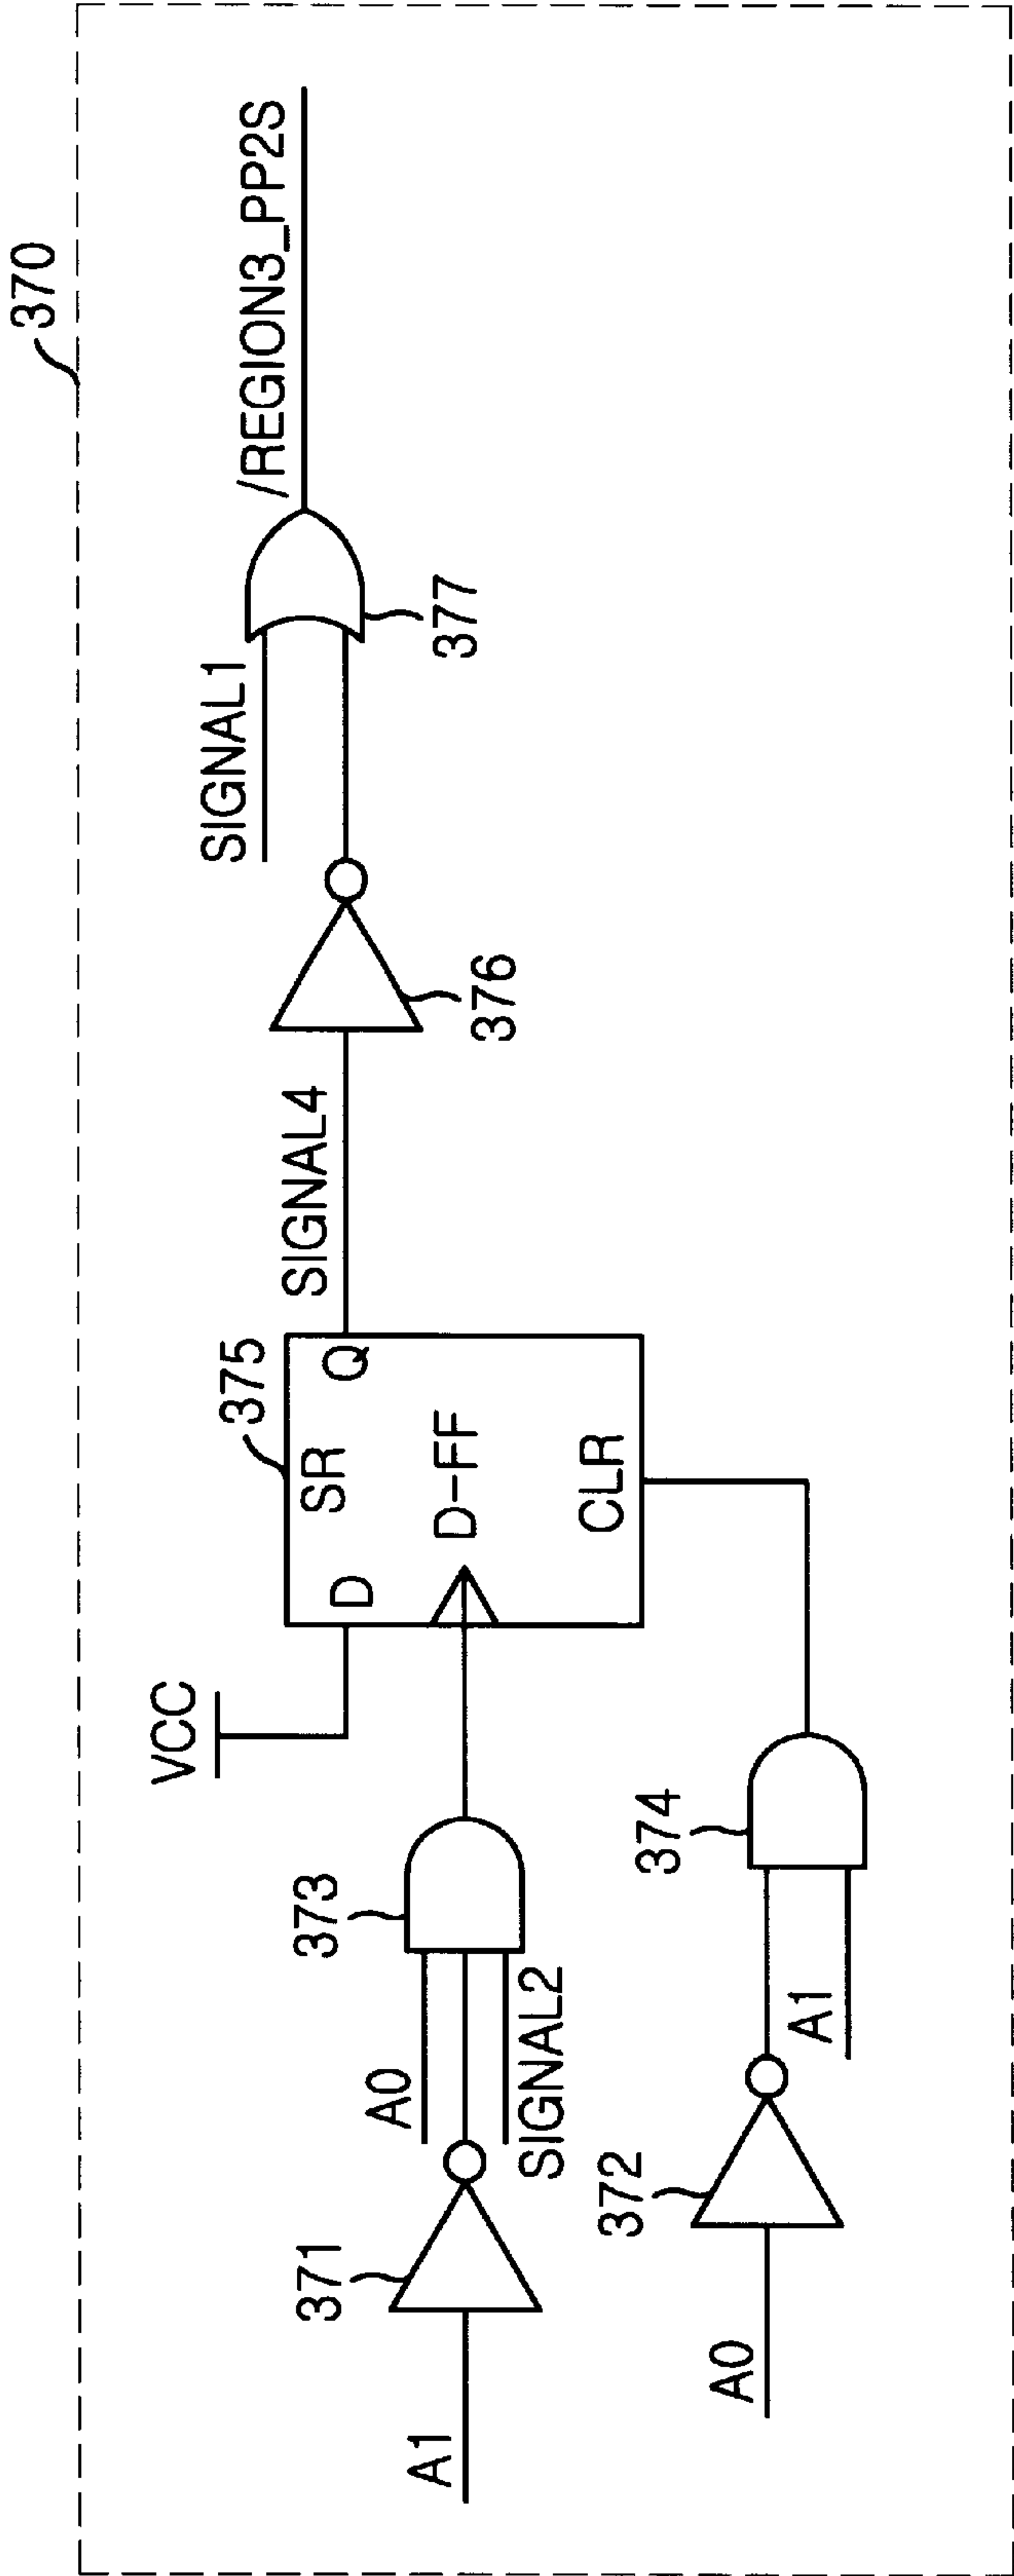 370
/REGION3_PP2S
SIGNAL1
377
376
SIGNAL4
375
SR
D
Q
D-FF
CLR
VCC
373
A0
SIGNAL2
371
A1
374
A1
372
A0